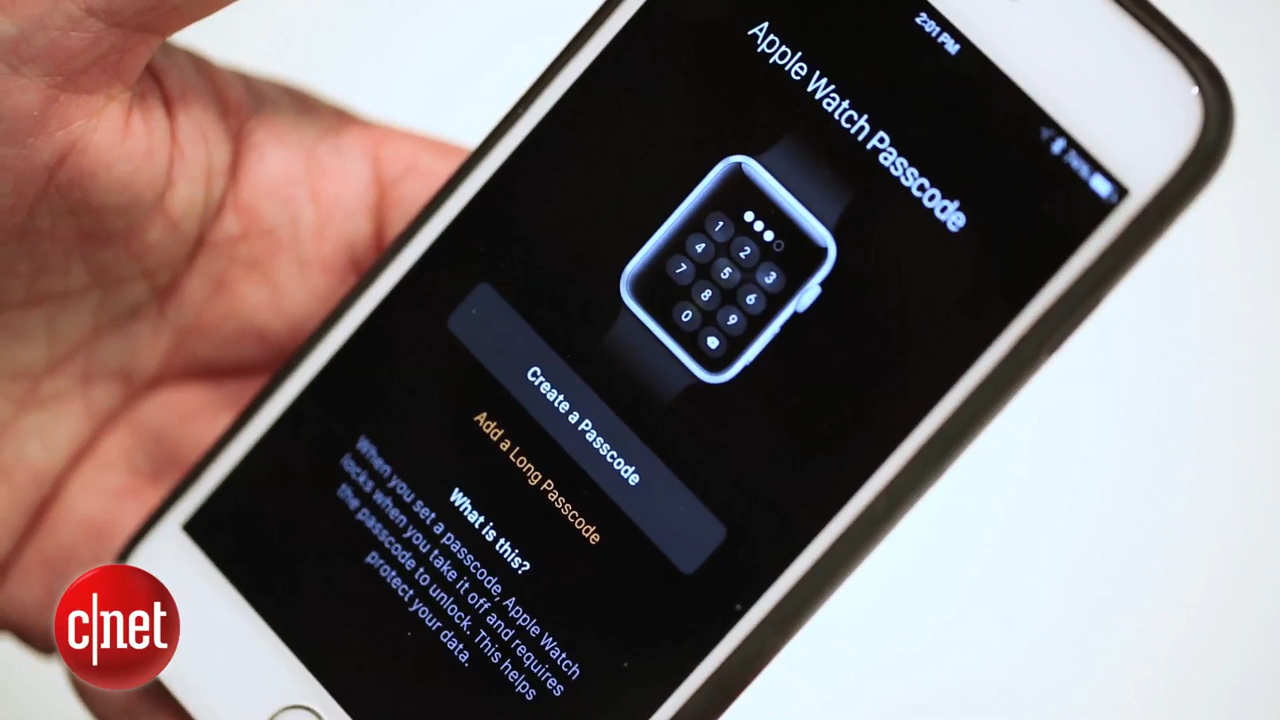 2:01 PM
Apple Watch Passcode
1 2 3
4 5 6
7 8 9
0
Create a Passcode
Add a Long Passcode
What is this?
When you set a passcode, Apple Watch
locks when you take it off and requires
the passcode to unlock. This helps
protect your data.
c|net